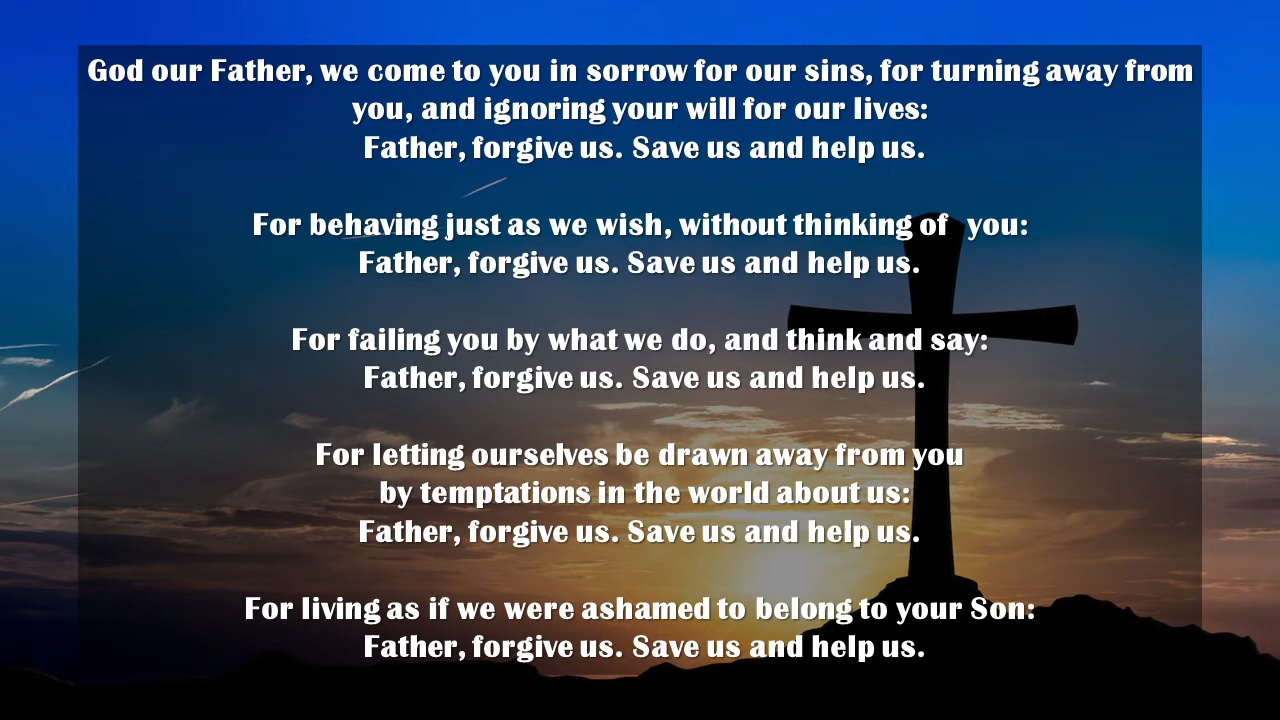 God our Father, we come to you in sorrow for our sins, for turning away from
you, and ignoring your will for our lives:
Father, forgive us. Save us and help us.
For behaving just as we wish, without thinking of you:
Father, forgive us. Save us and help us.
For failing you by what we do, and think and say:
Father, forgive us. Save us and help us.
For letting ourselves be drawn away from you
by temptations in the world about us:
Father, forgive us. Save us and help us.
For living as if we were ashamed to belong to your Son:
Father, forgive us. Save us and help us.